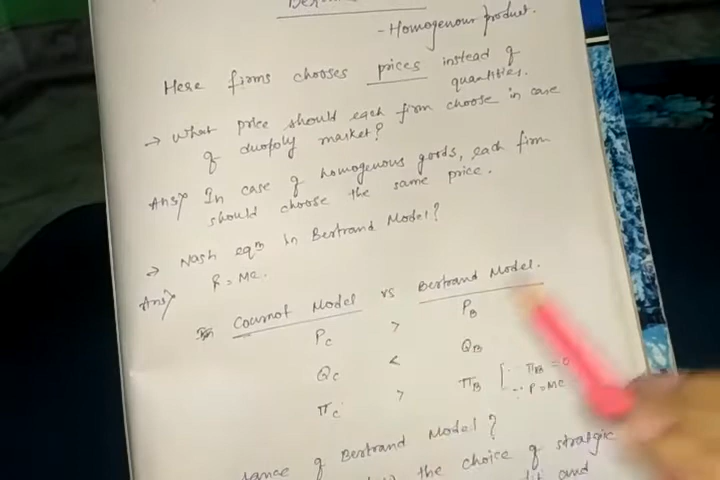 - Homogenour product.
Here firms chooses prices instead of
quantities.
→ What price should each firm choose in case
of duopoly market?
Ans) In case of homogenous goods, each firm
should choose the same price.
→ Nash eqm in Bertrand Model?
Ans) P = MC.
Cournot Model vs Bertrand Model.
Pc > PB
Qc < QB
πc > πB [∵ πB = 0
∵ P = MC
of Bertrand Model?
the choice of strategic
and